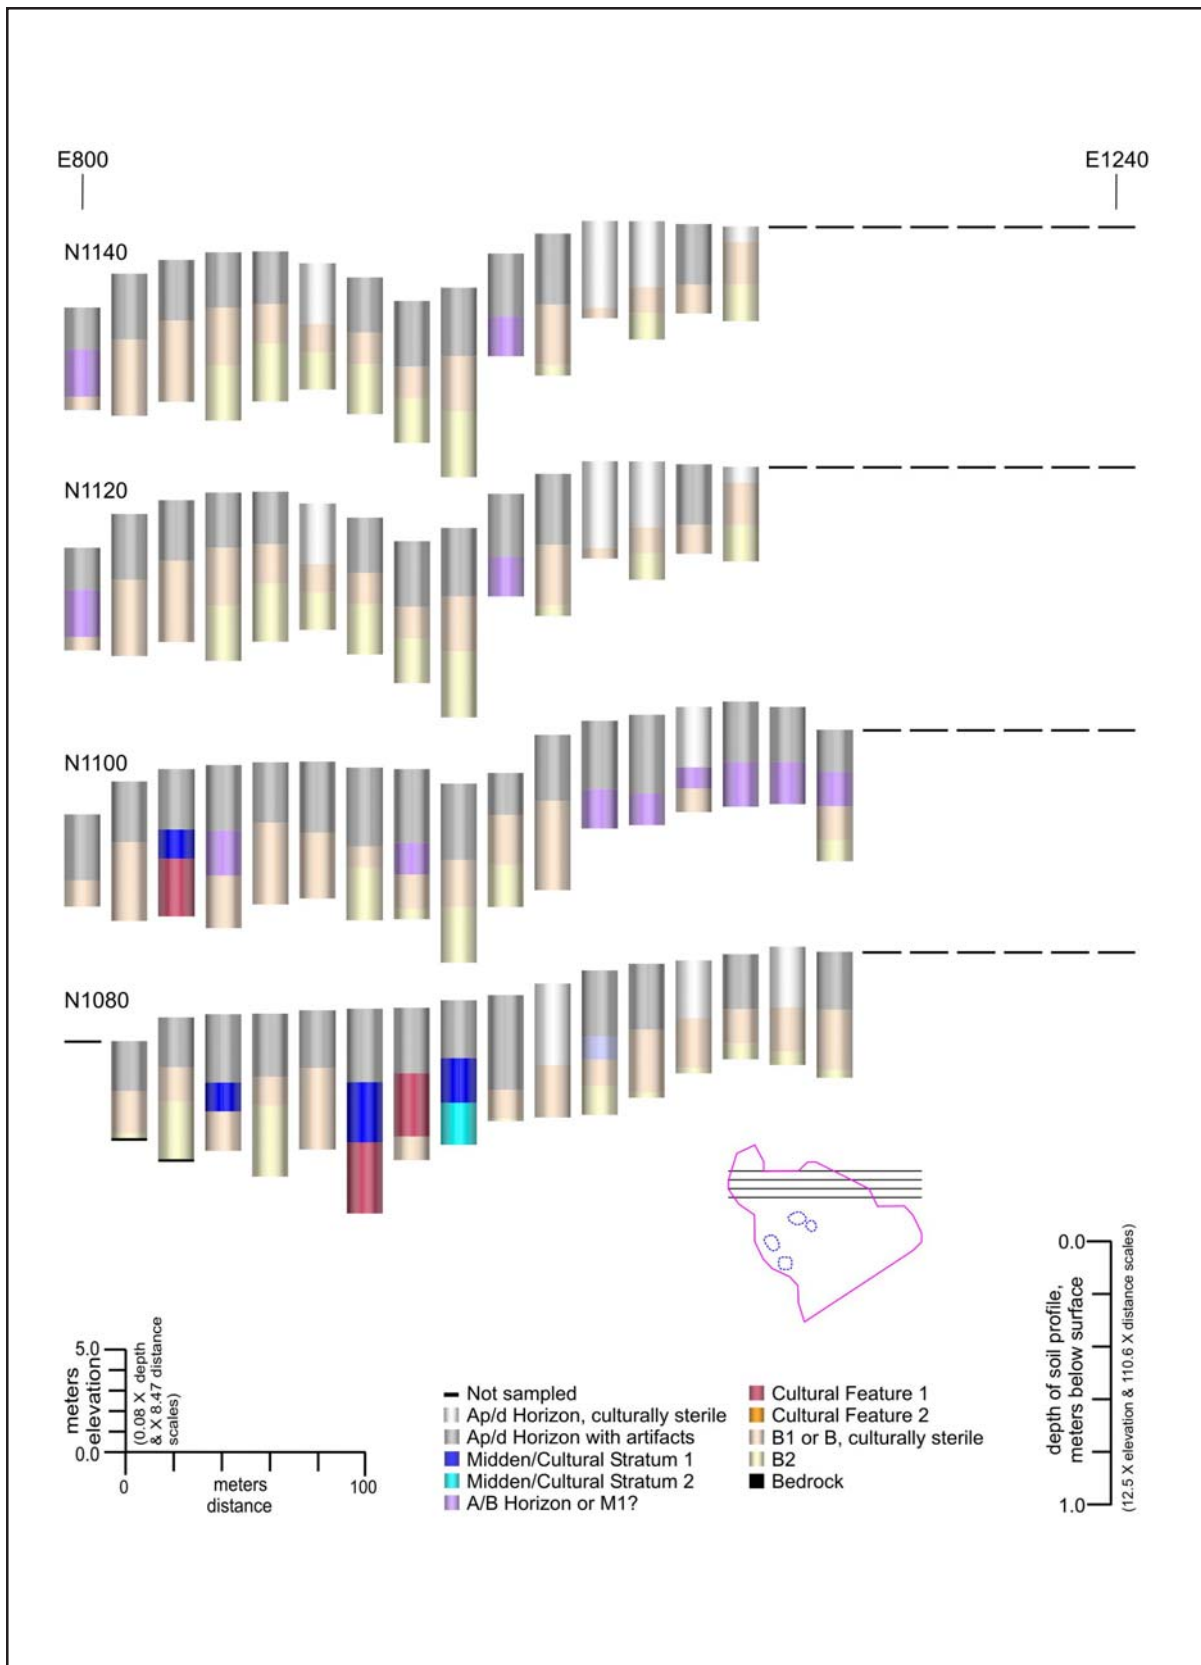 E800
E1240
N1140
N1120
N1100
N1080
5.0
0.0
meters
elevation
(0.08 X depth
& X 8.47 distance
scales)
0
meters
distance
100
Not sampled
Ap/d Horizon, culturally sterile
Ap/d Horizon with artifacts
Midden/Cultural Stratum 1
Midden/Cultural Stratum 2
A/B Horizon or M1?
Cultural Feature 1
Cultural Feature 2
B1 or B, culturally sterile
B2
Bedrock
0.0
1.0
depth of soil profile,
meters below surface
(12.5 X elevation & 110.6 X distance scales)